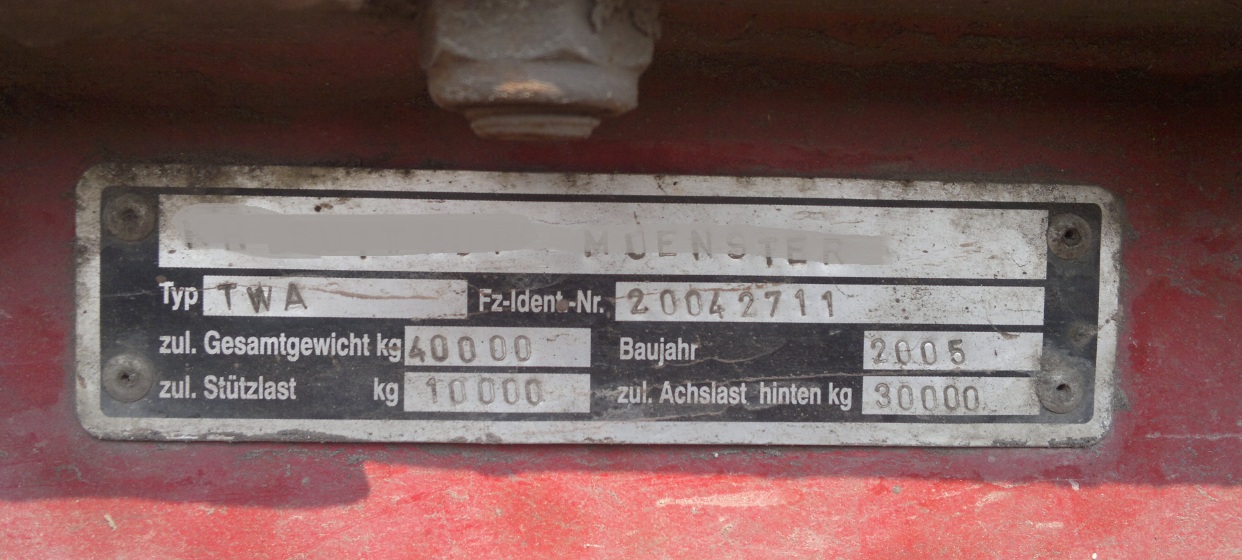 MUENSTER
Typ TWA Fz-Ident.-Nr. 20042711
zul. Gesamtgewicht kg 40000 Baujahr 2005
zul. Stützlast kg 10000 zul. Achslast hinten kg 30000